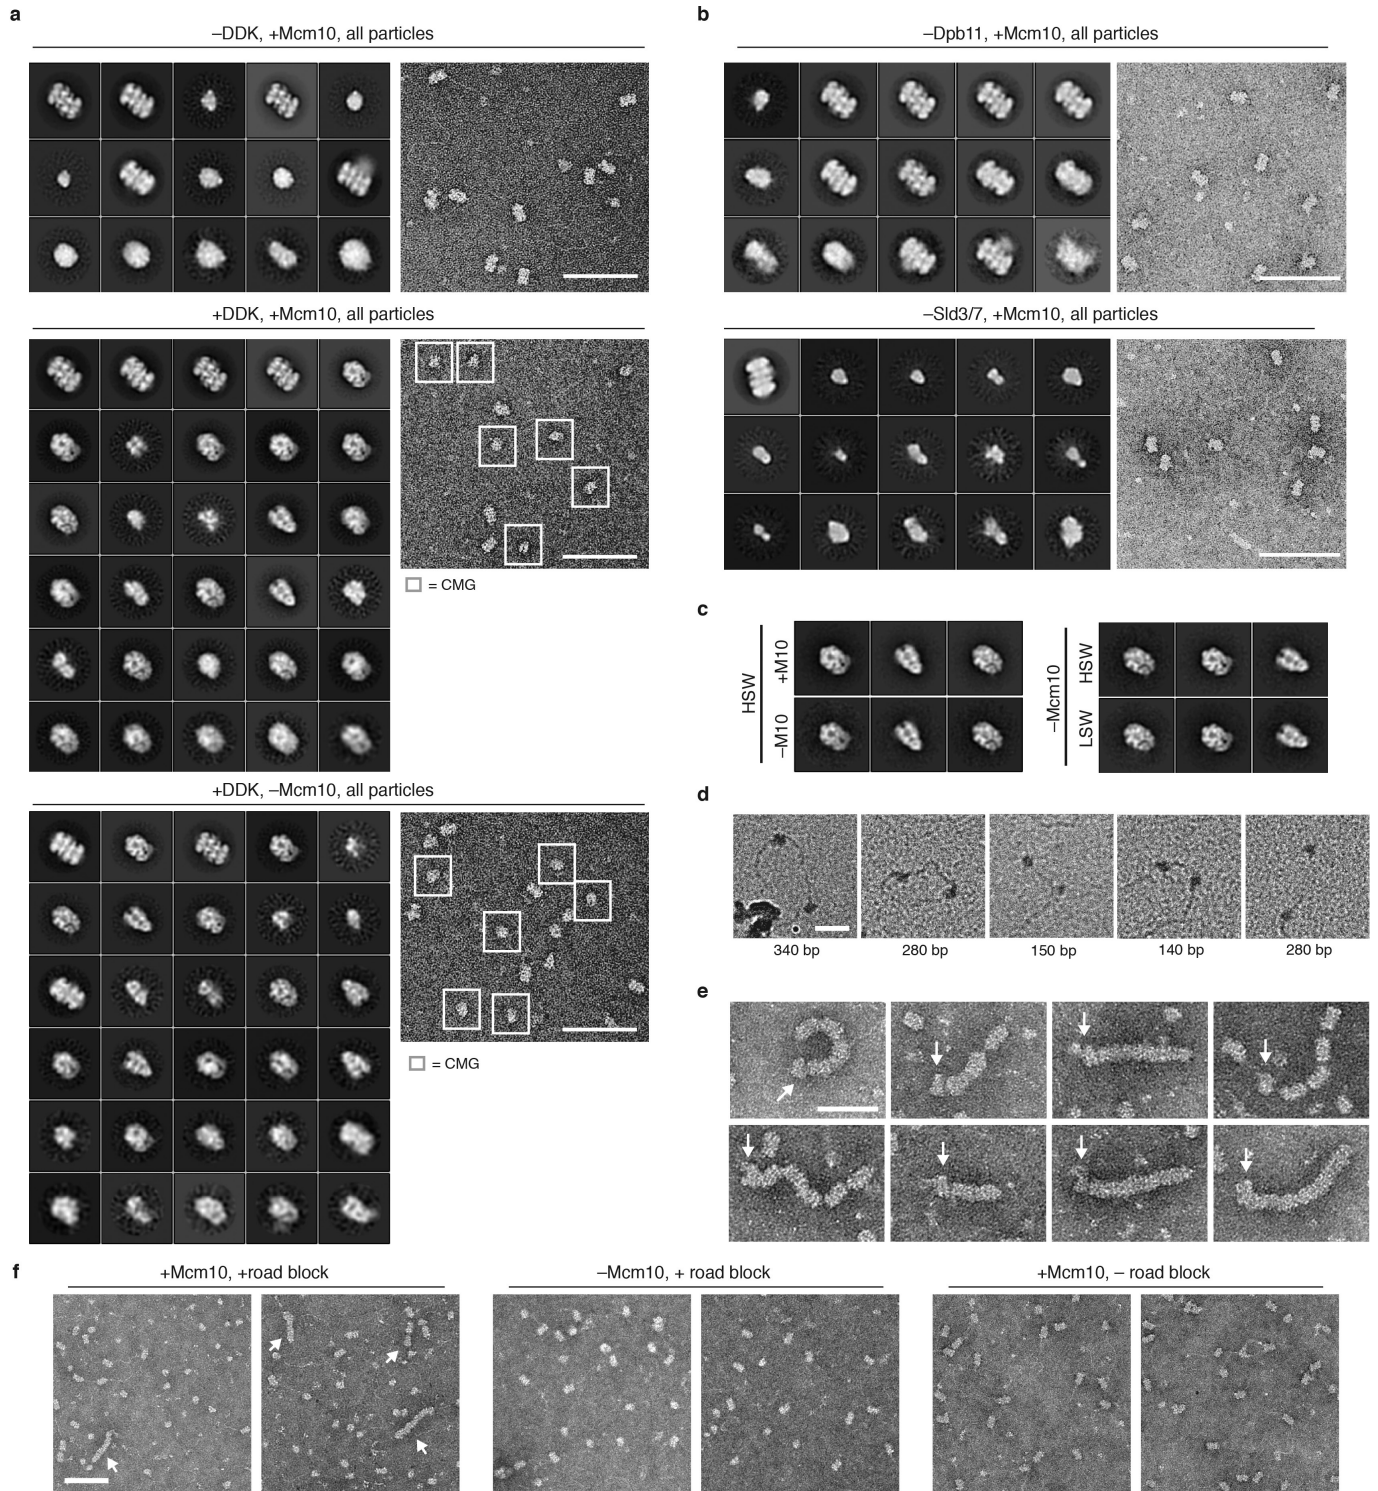 a
–DDK, +Mcm10, all particles
+DDK, +Mcm10, all particles
= CMG
+DDK, –Mcm10, all particles
= CMG
b
–Dpb11, +Mcm10, all particles
–Sld3/7, +Mcm10, all particles
c
HSW
+M10
–M10
–Mcm10
HSW
LSW
d
340 bp
280 bp
150 bp
140 bp
280 bp
e
f
+Mcm10, +road block
–Mcm10, + road block
+Mcm10, – road block